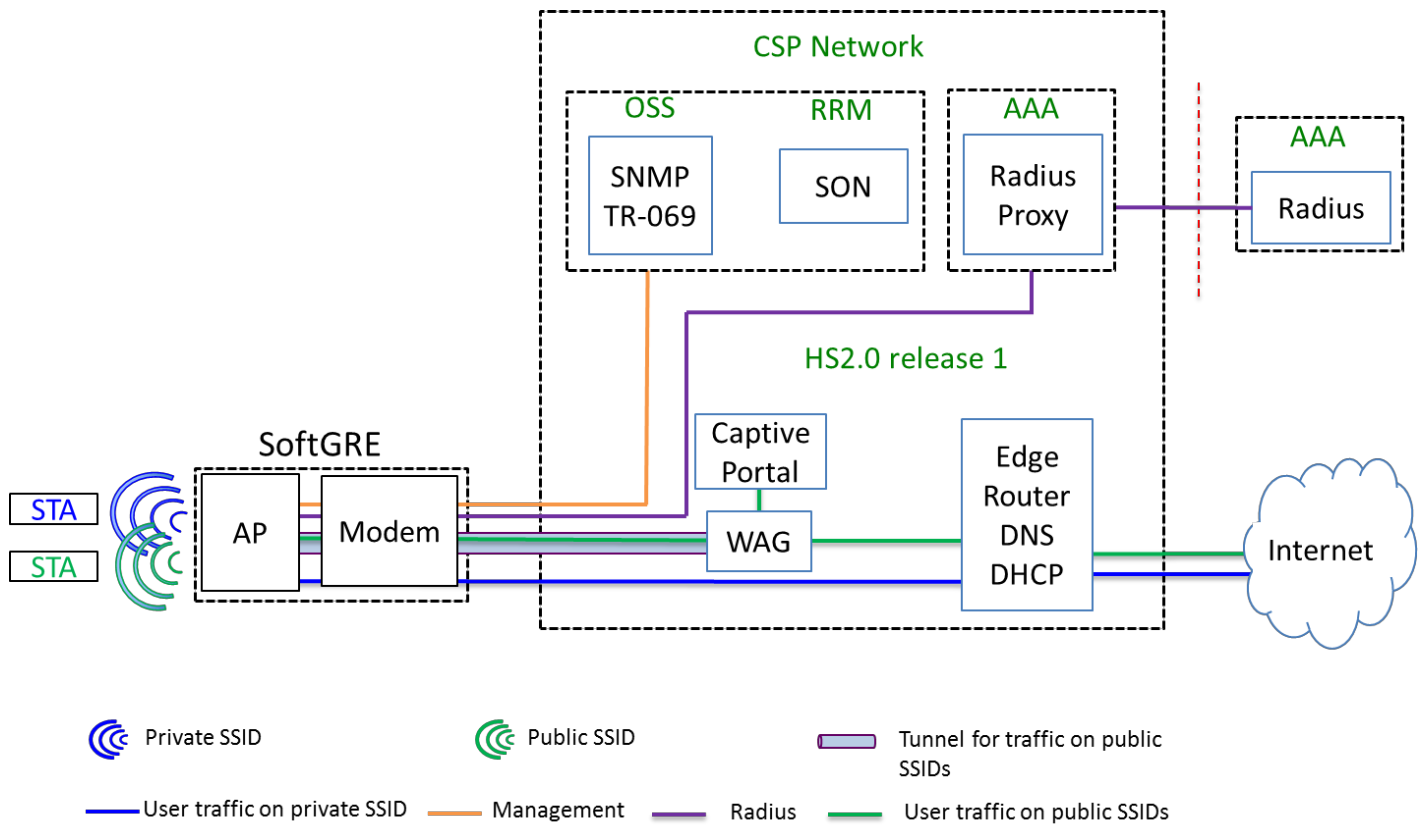 CSP Network
OSS
RRM
AAA
AAA
SNMP
TR-069
SON
Radius
Proxy
Radius
HS2.0 release 1
SoftGRE
Captive
Portal
Edge
Router
DNS
DHCP
STA
STA
AP
Modem
WAG
Internet
Private SSID
Public SSID
Tunnel for traffic on public
SSIDs
User traffic on private SSID
Management
Radius
User traffic on public SSIDs